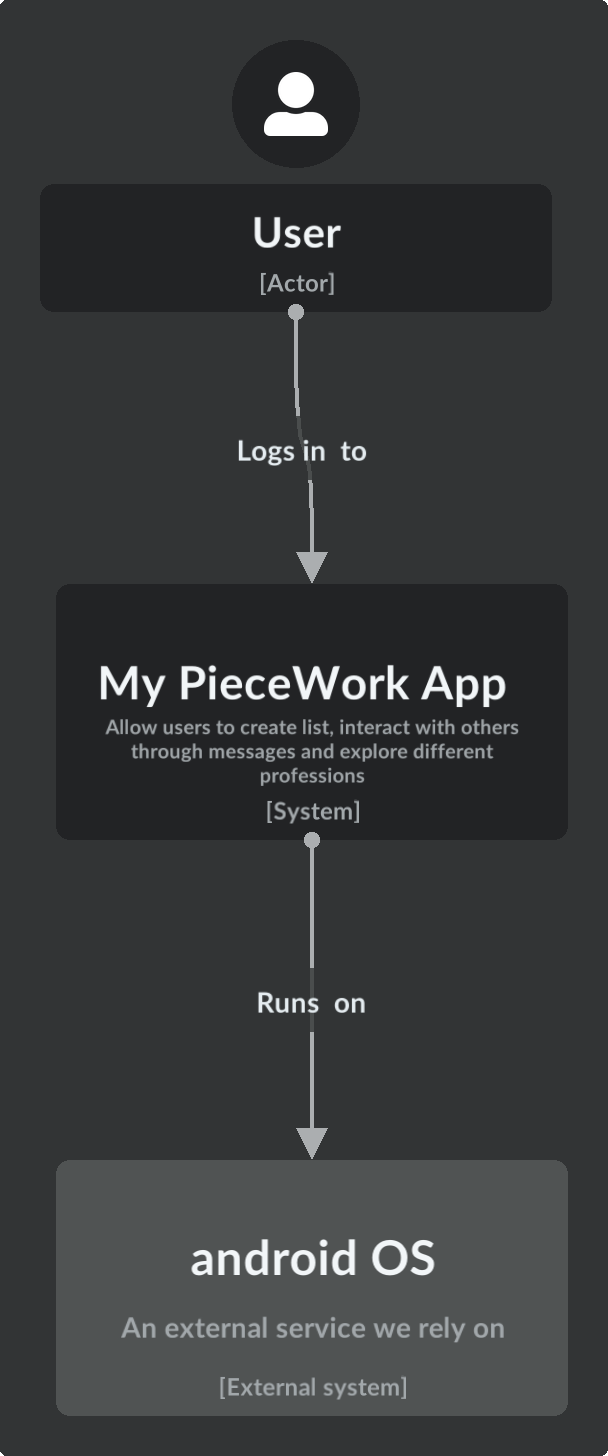 User
[Actor]
Logs in to
My PieceWork App
Allow users to create list, interact with others
through messages and explore different
professions
[System]
Runs on
android OS
An external service we rely on
[External system]